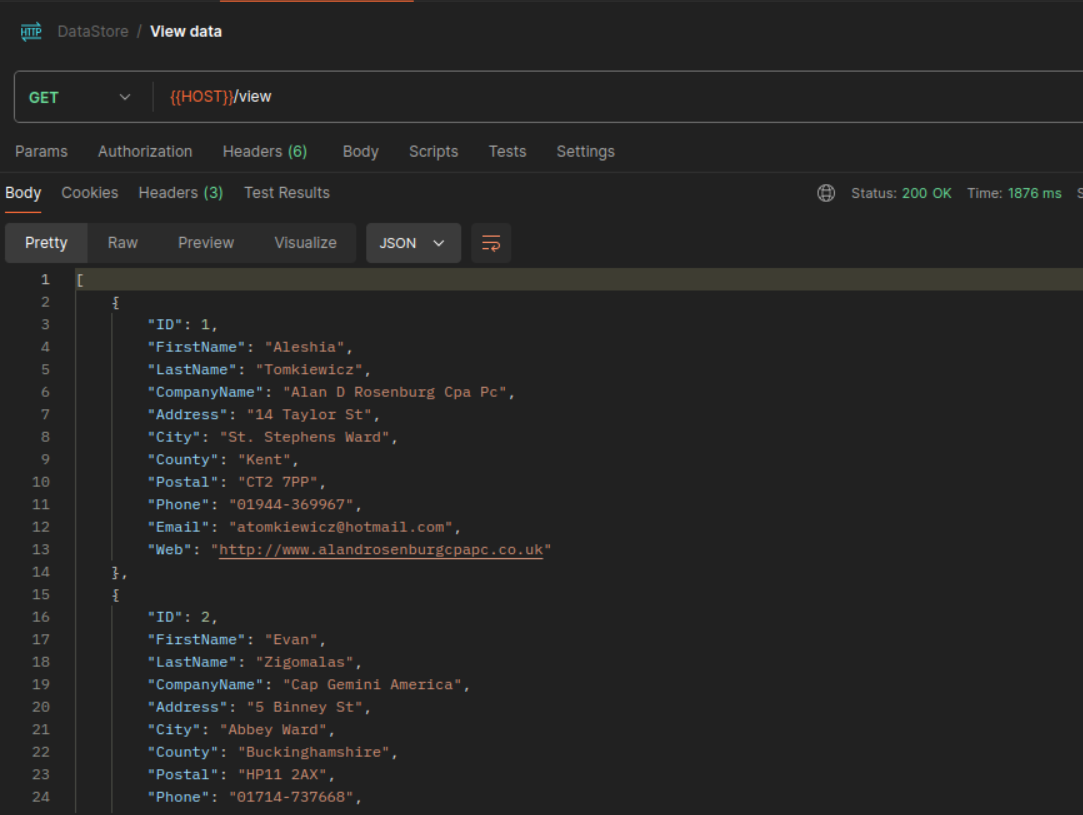 HTTP DataStore / View data
GET {{HOST}}/view
Params Authorization Headers (6) Body Scripts Tests Settings
Body Cookies Headers (3) Test Results Status: 200 OK Time: 1876 ms S
Pretty Raw Preview Visualize JSON
1 [
2 {
3 "ID": 1,
4 "FirstName": "Aleshia",
5 "LastName": "Tomkiewicz",
6 "CompanyName": "Alan D Rosenburg Cpa Pc",
7 "Address": "14 Taylor St",
8 "City": "St. Stephens Ward",
9 "County": "Kent",
10 "Postal": "CT2 7PP",
11 "Phone": "01944-369967",
12 "Email": "atomkiewicz@hotmail.com",
13 "Web": "http://www.alandrosenburgcpapc.co.uk"
14 },
15 {
16 "ID": 2,
17 "FirstName": "Evan",
18 "LastName": "Zigomalas",
19 "CompanyName": "Cap Gemini America",
20 "Address": "5 Binney St",
21 "City": "Abbey Ward",
22 "County": "Buckinghamshire",
23 "Postal": "HP11 2AX",
24 "Phone": "01714-737668",